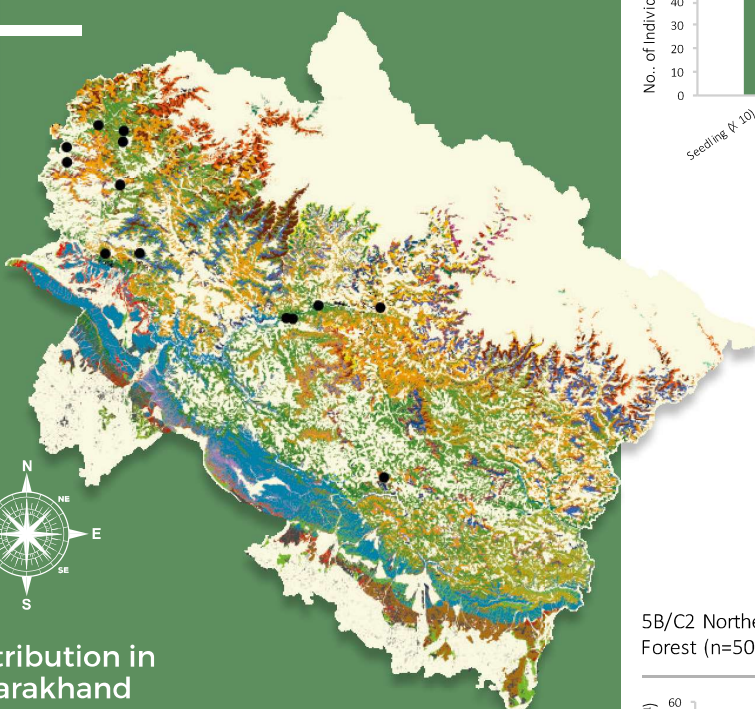 No.. of Individ
40
30
20
10
0
Seedling (X 10)
N
NE
E
SE
S
tribution in
arakhand
5B/C2 Northe
Forest (n=50
60